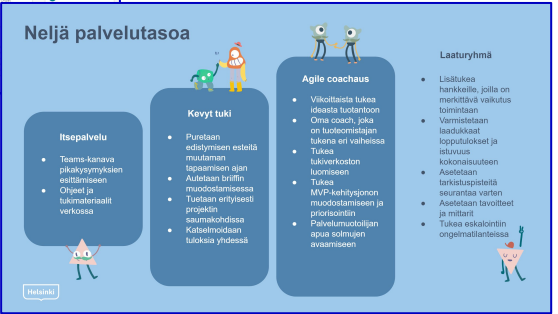 Neljä palvelutasoa
Itsepalvelu
● Teams-kanava
pikakysymyksien
esittämiseen
● Ohjeet ja
tukimateriaalit
verkossa
Kevyt tuki
● Puretaan
edistymisen esteitä
muutaman
tapaamisen ajan
● Autetaan briiffin
muodostamisessa
● Tuetaan erityisesti
projektin
saumakohdissa
● Katselmoidaan
tuloksia yhdessä
Agile coachaus
● Viikoittaista tukea
ideasta tuotantoon
● Oma coach, joka
on tuoteomistajan
tukena eri vaiheissa
● Tukea
tukiverkoston
luomiseen
● Tukea
MVP-kehitysjonon
muodostamiseen ja
priorisointiin
● Palvelumuotoilijan
apua solmujen
avaamiseen
Laaturyhmä
● Lisätukea
hankkeille, joilla on
merkittävä vaikutus
toimintaan
● Varmistetaan
laadukkaat
lopputulokset ja
istuvuus
kokonaisuuteen
● Asetetaan
tarkistuspisteitä
seurantaa varten
● Asetetaan tavoitteet
ja mittarit
● Tukea eskalointiin
ongelmatilanteissa
Helsinki